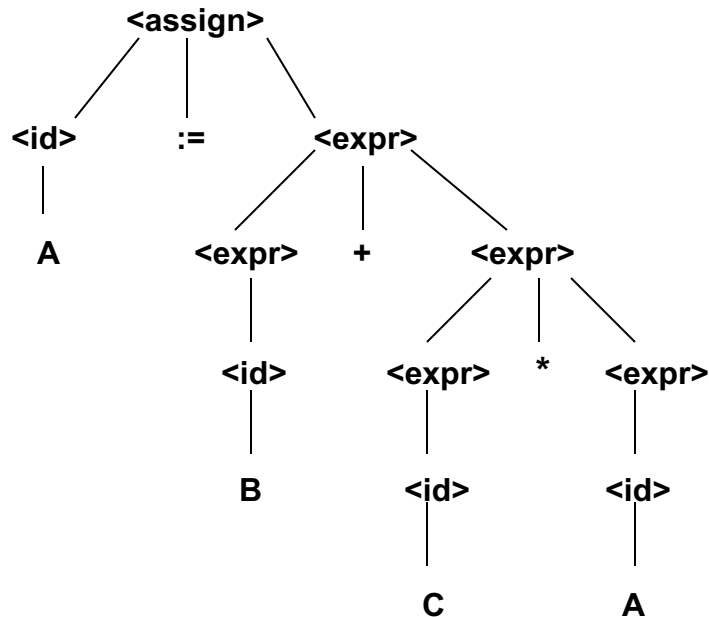 <assign>
<id> := <expr>
A <expr> + <expr>
<id> <expr> * <expr>
B <id> <id>
C A